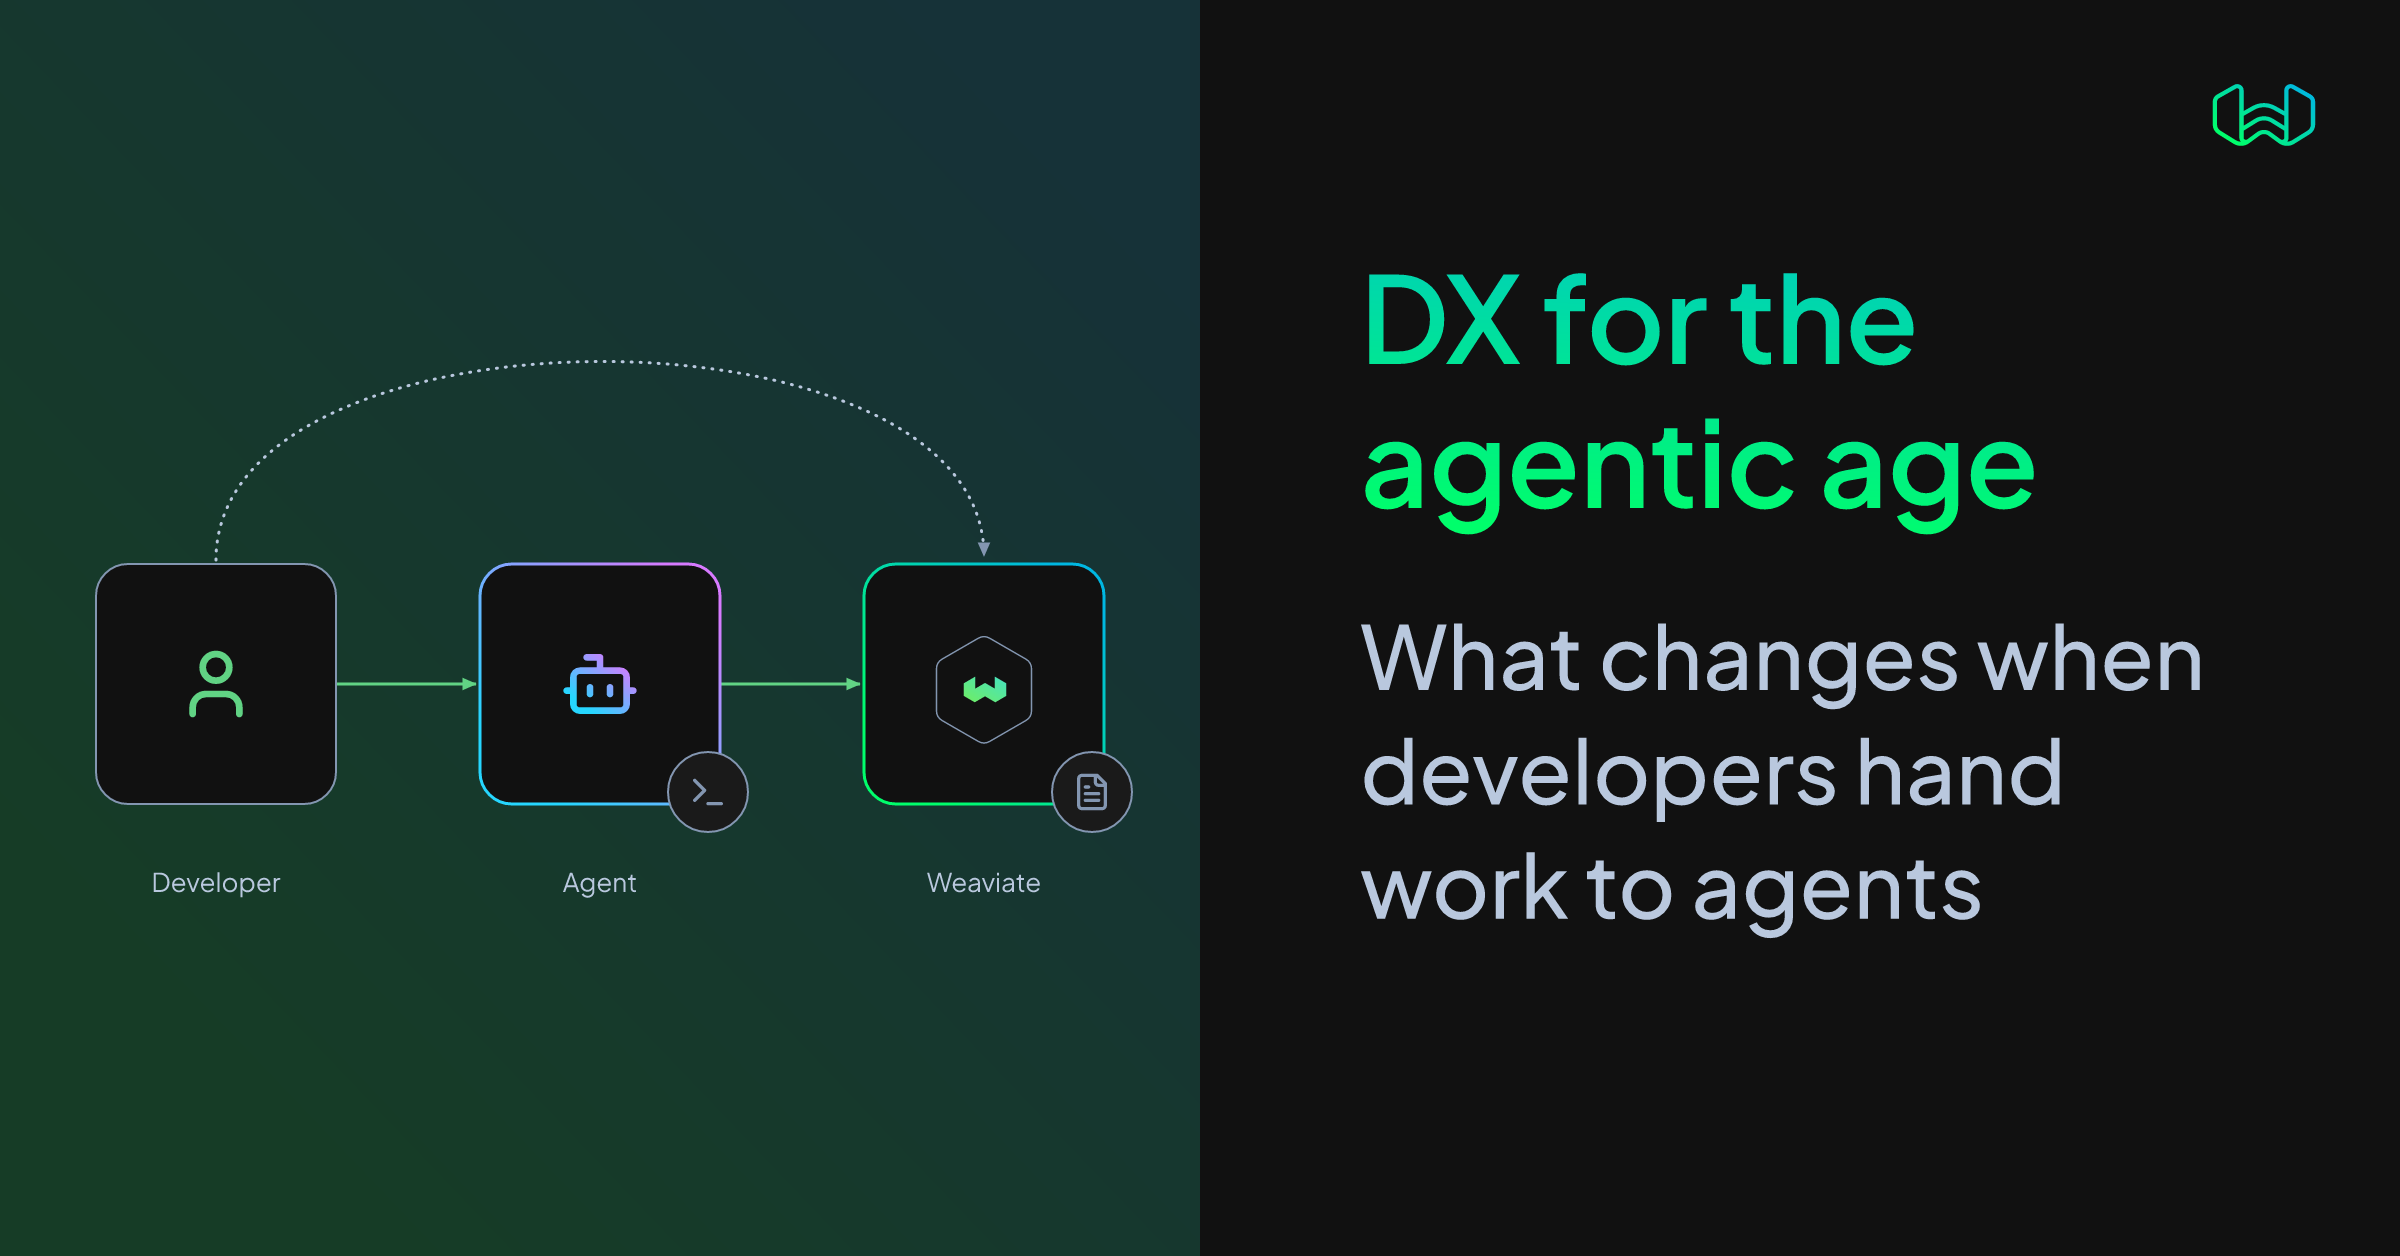 DX for the
agentic age
What changes when
developers hand
work to agents
Developer
Agent
Weaviate